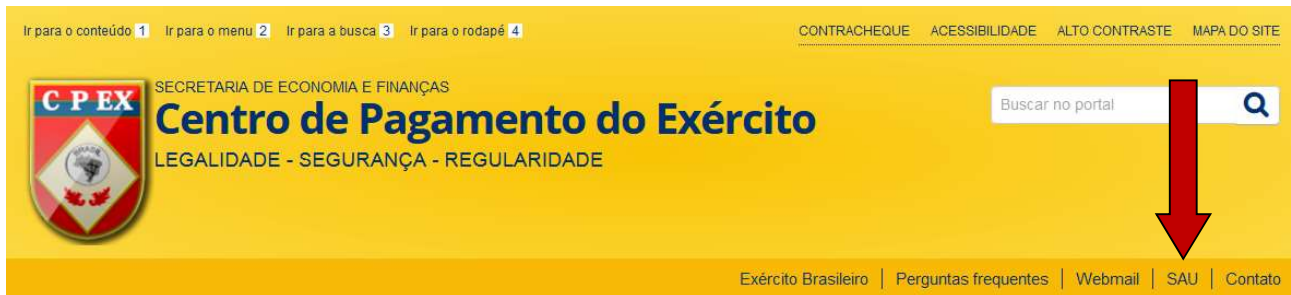 Ir para o conteúdo 1 Ir para o menu 2 Ir para a busca 3 Ir para o rodapé 4 CONTRACHEQUE ACESSIBILIDADE ALTO CONTRASTE MAPA DO SITE
C P EX
BRASIL
SECRETARIA DE ECONOMIA E FINANÇAS
Centro de Pagamento do Exército
LEGALIDADE - SEGURANÇA - REGULARIDADE
Buscar no portal
Exército Brasileiro | Perguntas frequentes | Webmail | SAU | Contato